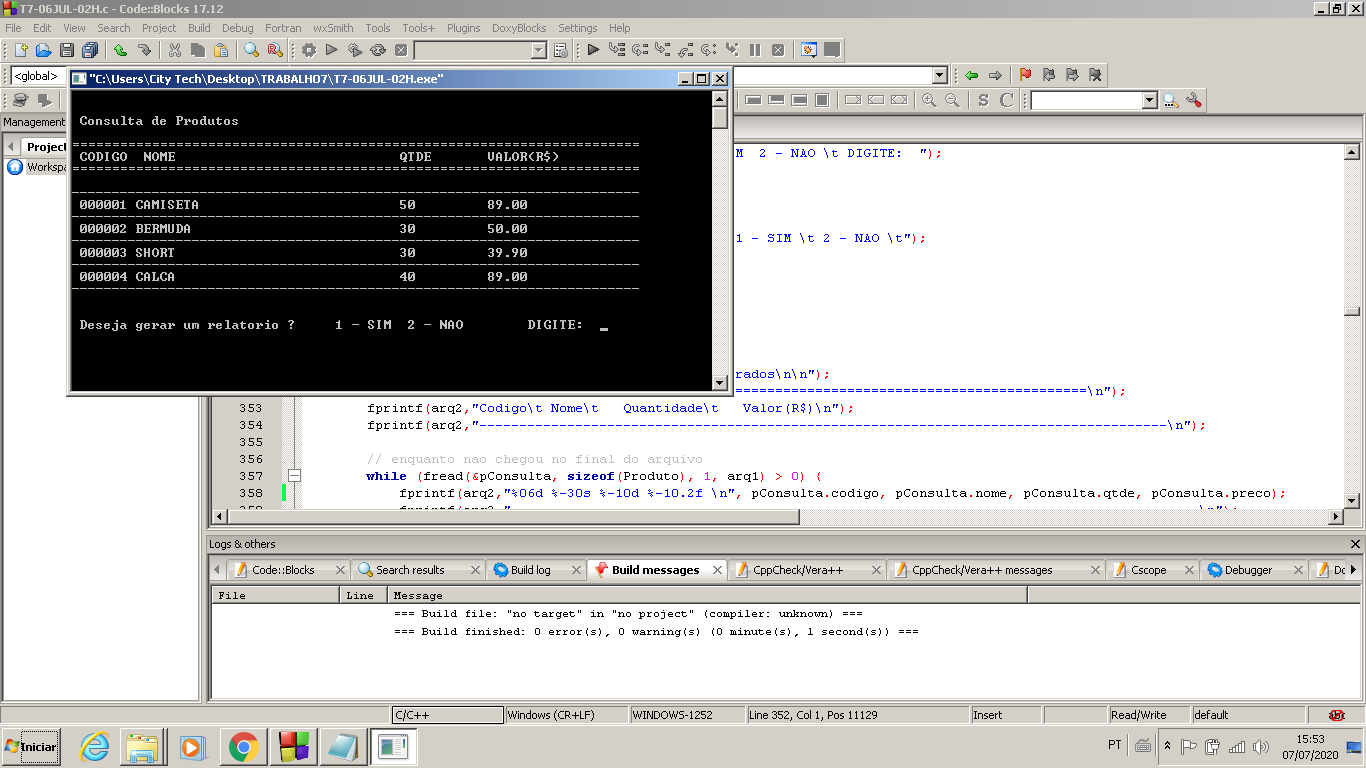 T7-06JUL-02H.c - Code::Blocks 17.12
File Edit View Search Project Build Debug Fortran wxSmith Tools Tools+ Plugins DoxyBlocks Settings Help
<global>
"C:\Users\City Tech\Desktop\TRABALHO7\T7-06JUL-02H.exe"
S C
Management
Project
Workspa
Consulta de Produtos
================================================================
CODIGO NOME QTDE VALOR(R$)
================================================================
000001 CAMISETA 50 89.00
000002 BERMUDA 30 50.00
000003 SHORT 30 39.90
000004 CALCA 40 89.00
Deseja gerar um relatorio ? 1 - SIM 2 - NAO DIGITE: _
M 2 - NAO \t DIGITE: ");
1 - SIM \t 2 - NAO \t");
rados\n\n");
============================================\n");
353 fprintf(arq2,"Codigo\t Nome\t Quantidade\t Valor(R$)\n");
354 fprintf(arq2,"--------------------------------------------------------------------------------------\n");
355
356 // enquanto nao chegou no final do arquivo
357 while (fread(&pConsulta, sizeof(Produto), 1, arq1) > 0) {
358 fprintf(arq2,"%06d %-30s %-10d %-10.2f \n", pConsulta.codigo, pConsulta.nome, pConsulta.qtde, pConsulta.preco);
Logs & others
Code::Blocks Search results Build log Build messages CppCheck/Vera++ CppCheck/Vera++ messages Cscope Debugger Do
File Line Message
=== Build file: "no target" in "no project" (compiler: unknown) ===
=== Build finished: 0 error(s), 0 warning(s) (0 minute(s), 1 second(s)) ===
C/C++ Windows (CR+LF) WINDOWS-1252 Line 352, Col 1, Pos 11129 Insert Read/Write default abc
Iniciar
PT
15:53
07/07/2020